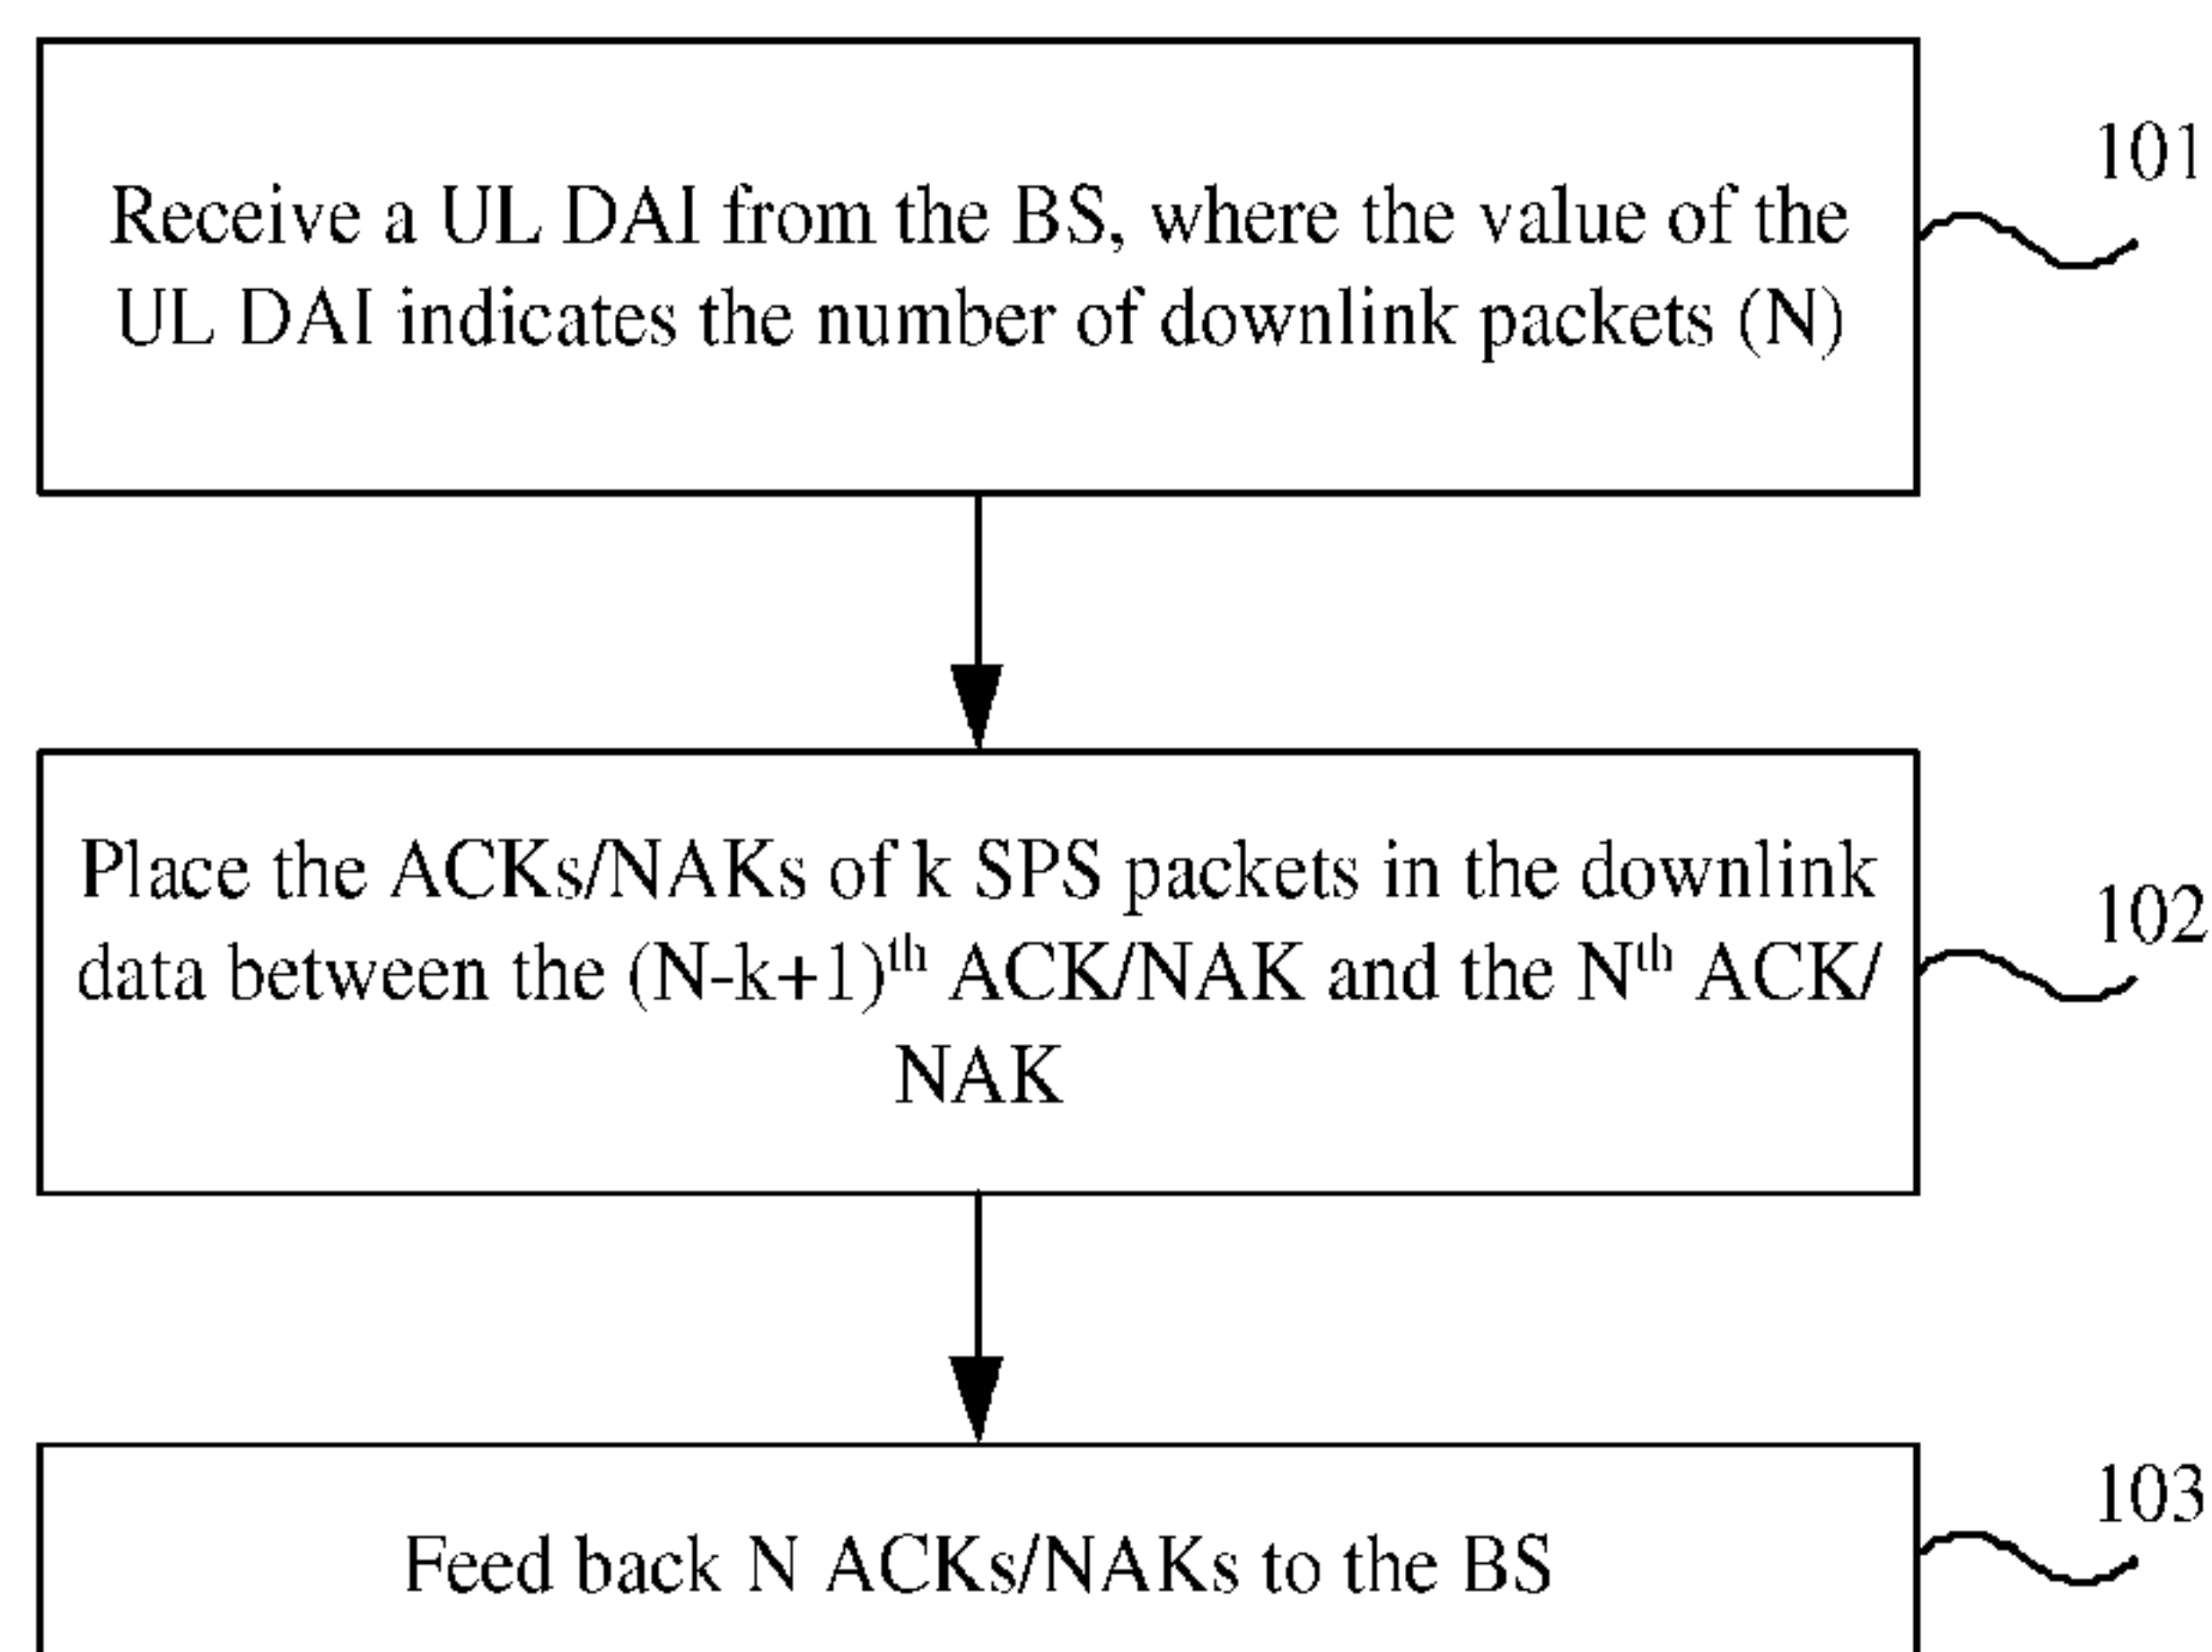 101
Receive a UL DAI from the BS, where the value of the
UL DAI indicates the number of downlink packets (N)
Place the ACKs/NAKs of k SPS packets in the downlink
102
data between the (N-k+1)th ACK/NAK and the Nth ACK/
NAK
103
Feed back N ACKs/NAKs to the BS